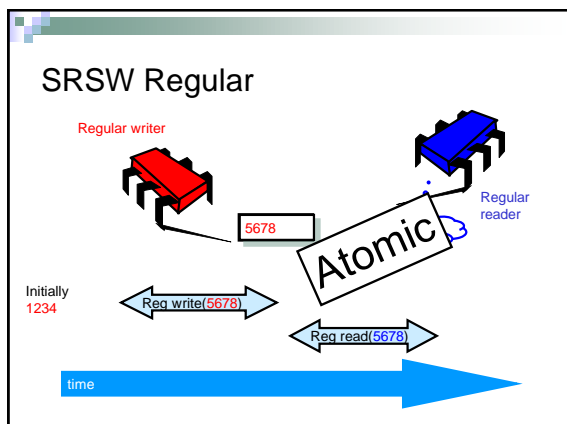 SRSW Regular
Regular writer
5678
Regular
reader
Atomic
Initially
1234
Reg write(5678)
Reg read(5678)
time